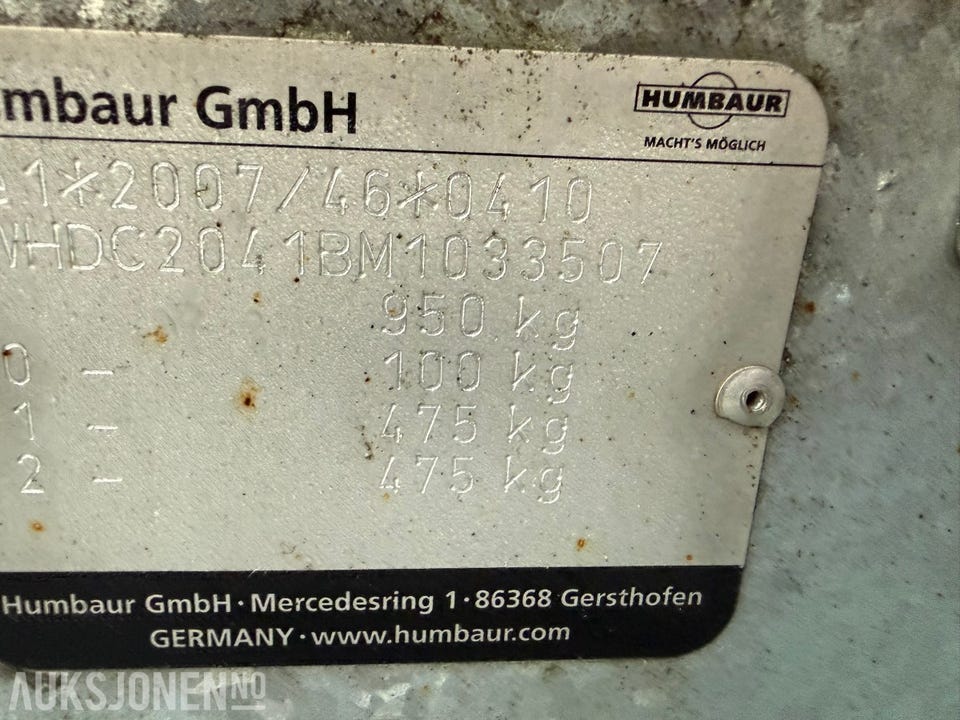 umbaur GmbH
HUMBAUR
MACHT'S MÖGLICH
e1*2007/46*0410
WHDC2041BM1033507
950 kg
0 - 100 kg
1 - 475 kg
2 - 475 kg
Humbaur GmbH · Mercedesring 1 · 86368 Gersthofen
GERMANY · www.humbaur.com
AUKSJONEN NO